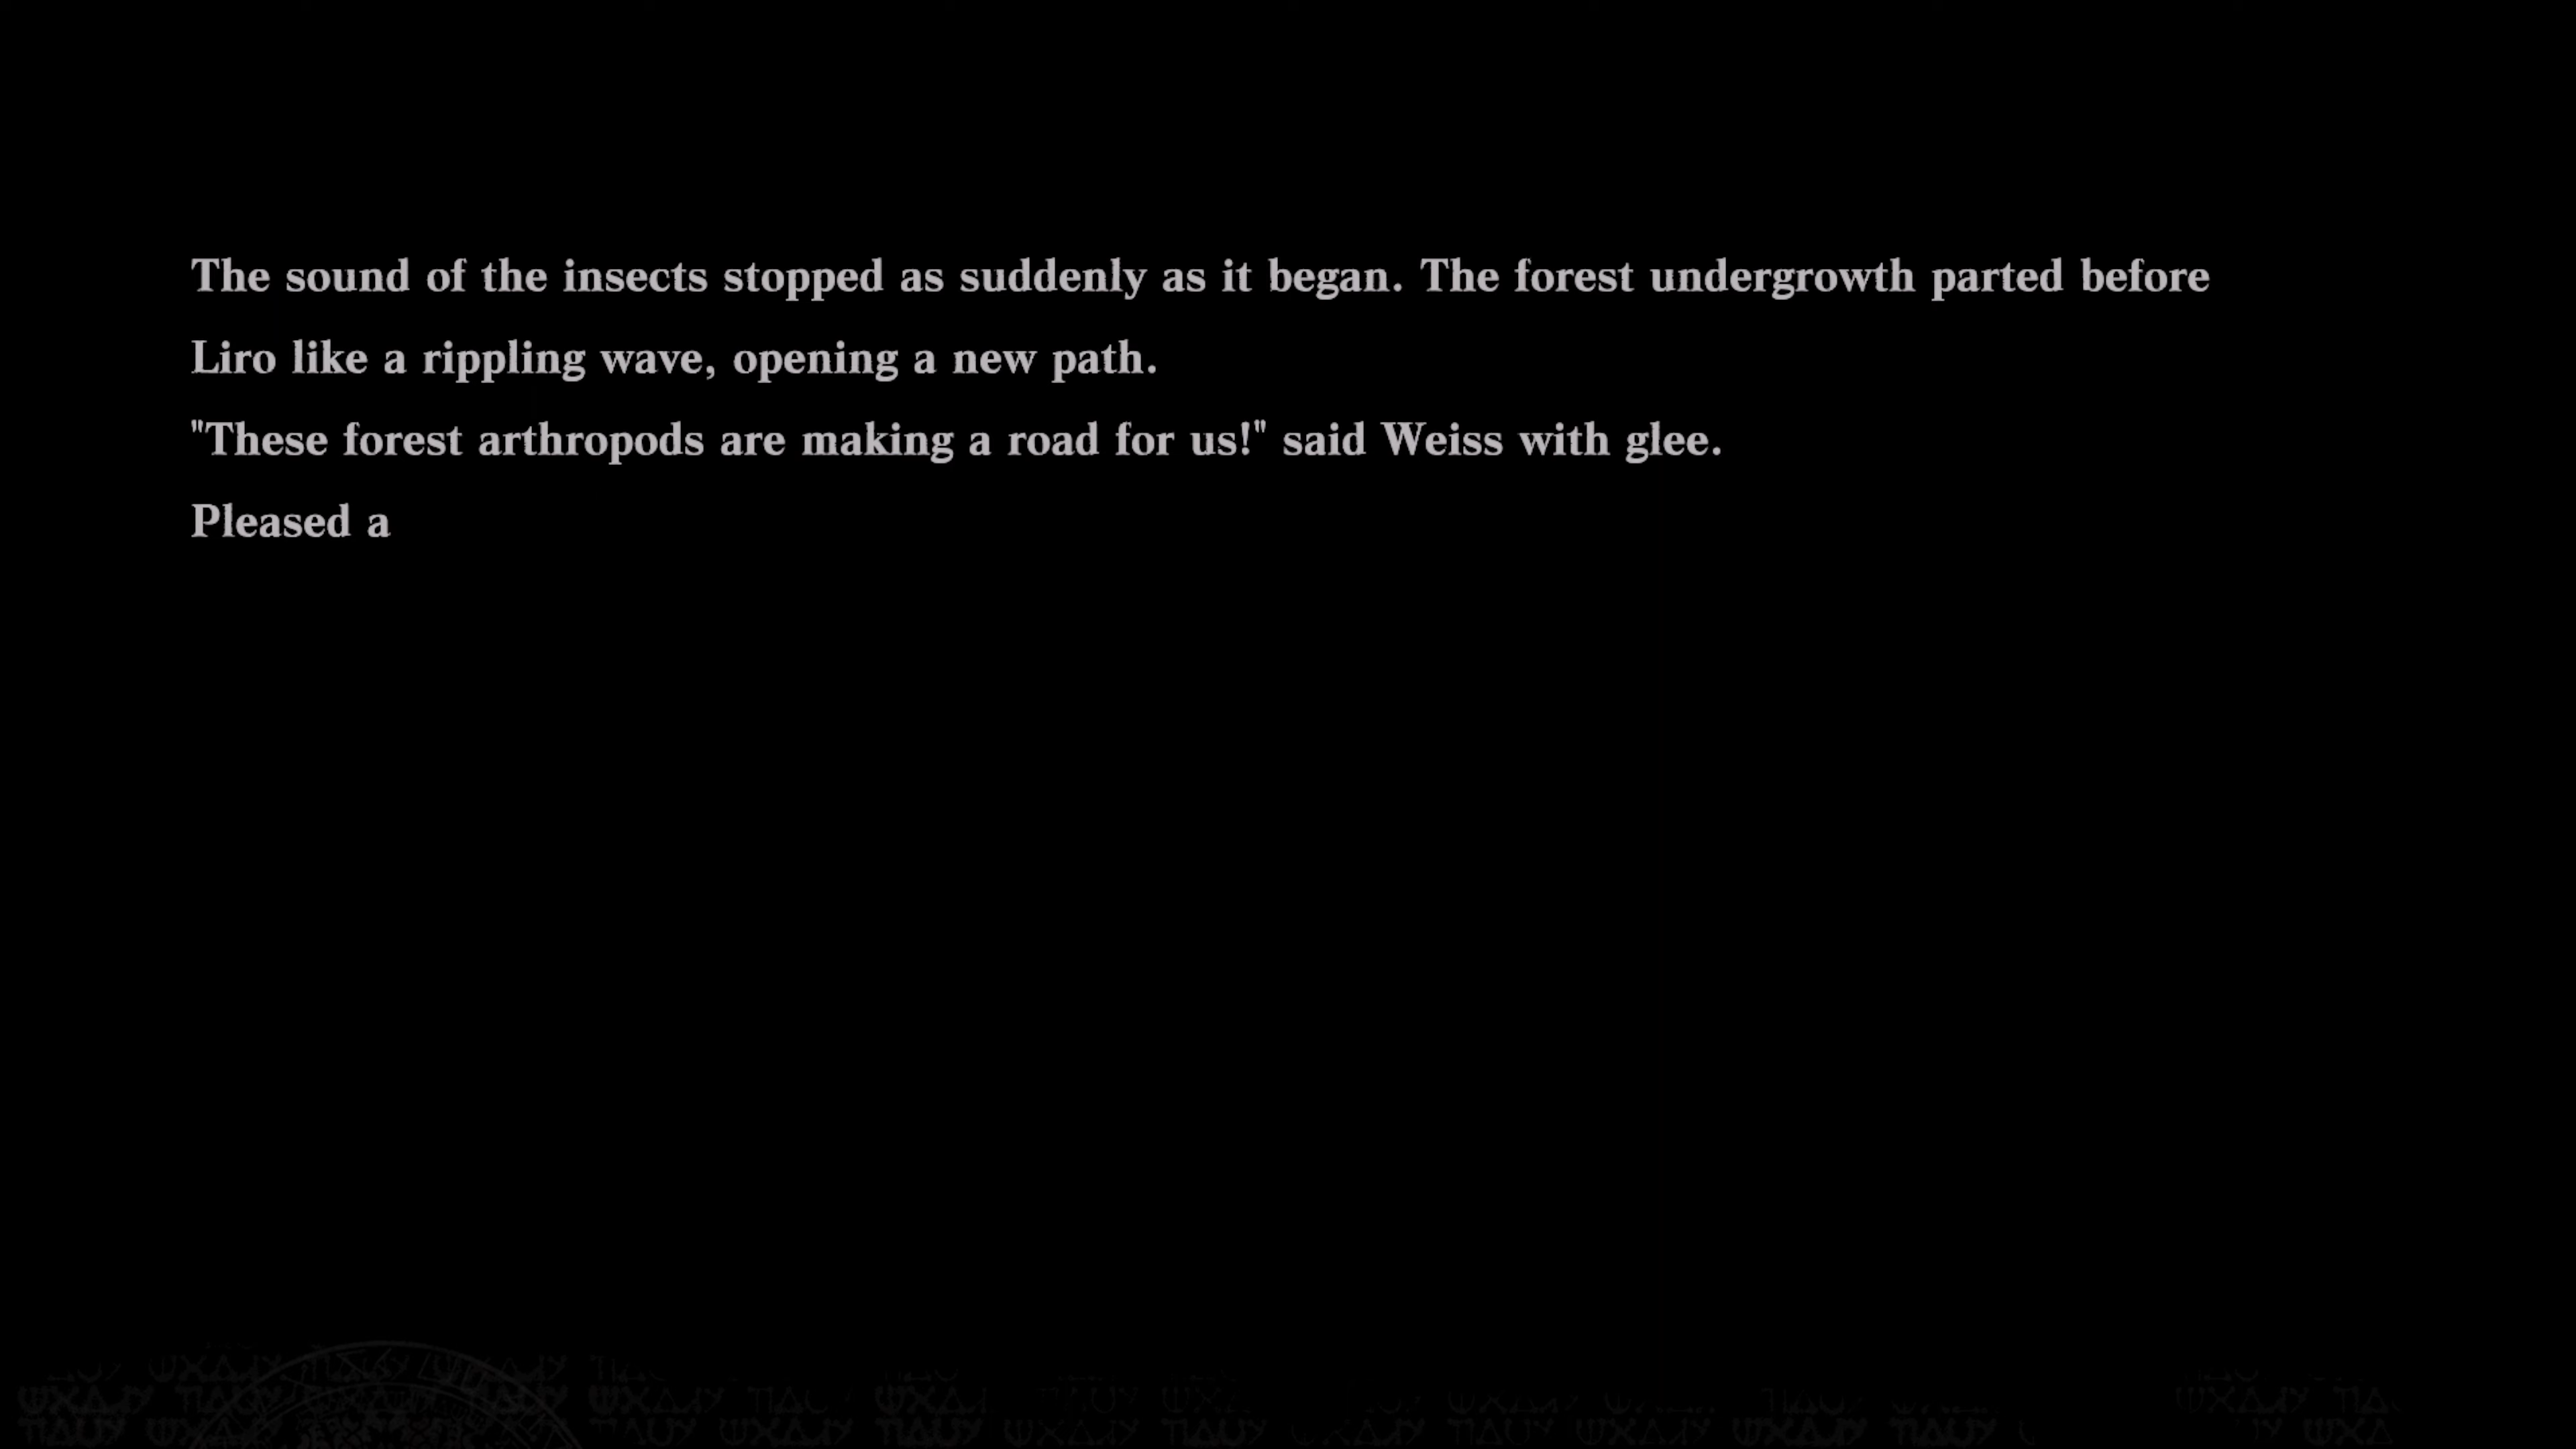 The sound of the insects stopped as suddenly as it began. The forest undergrowth parted before
Liro like a rippling wave, opening a new path.
"These forest arthropods are making a road for us!" said Weiss with glee.
Pleased a